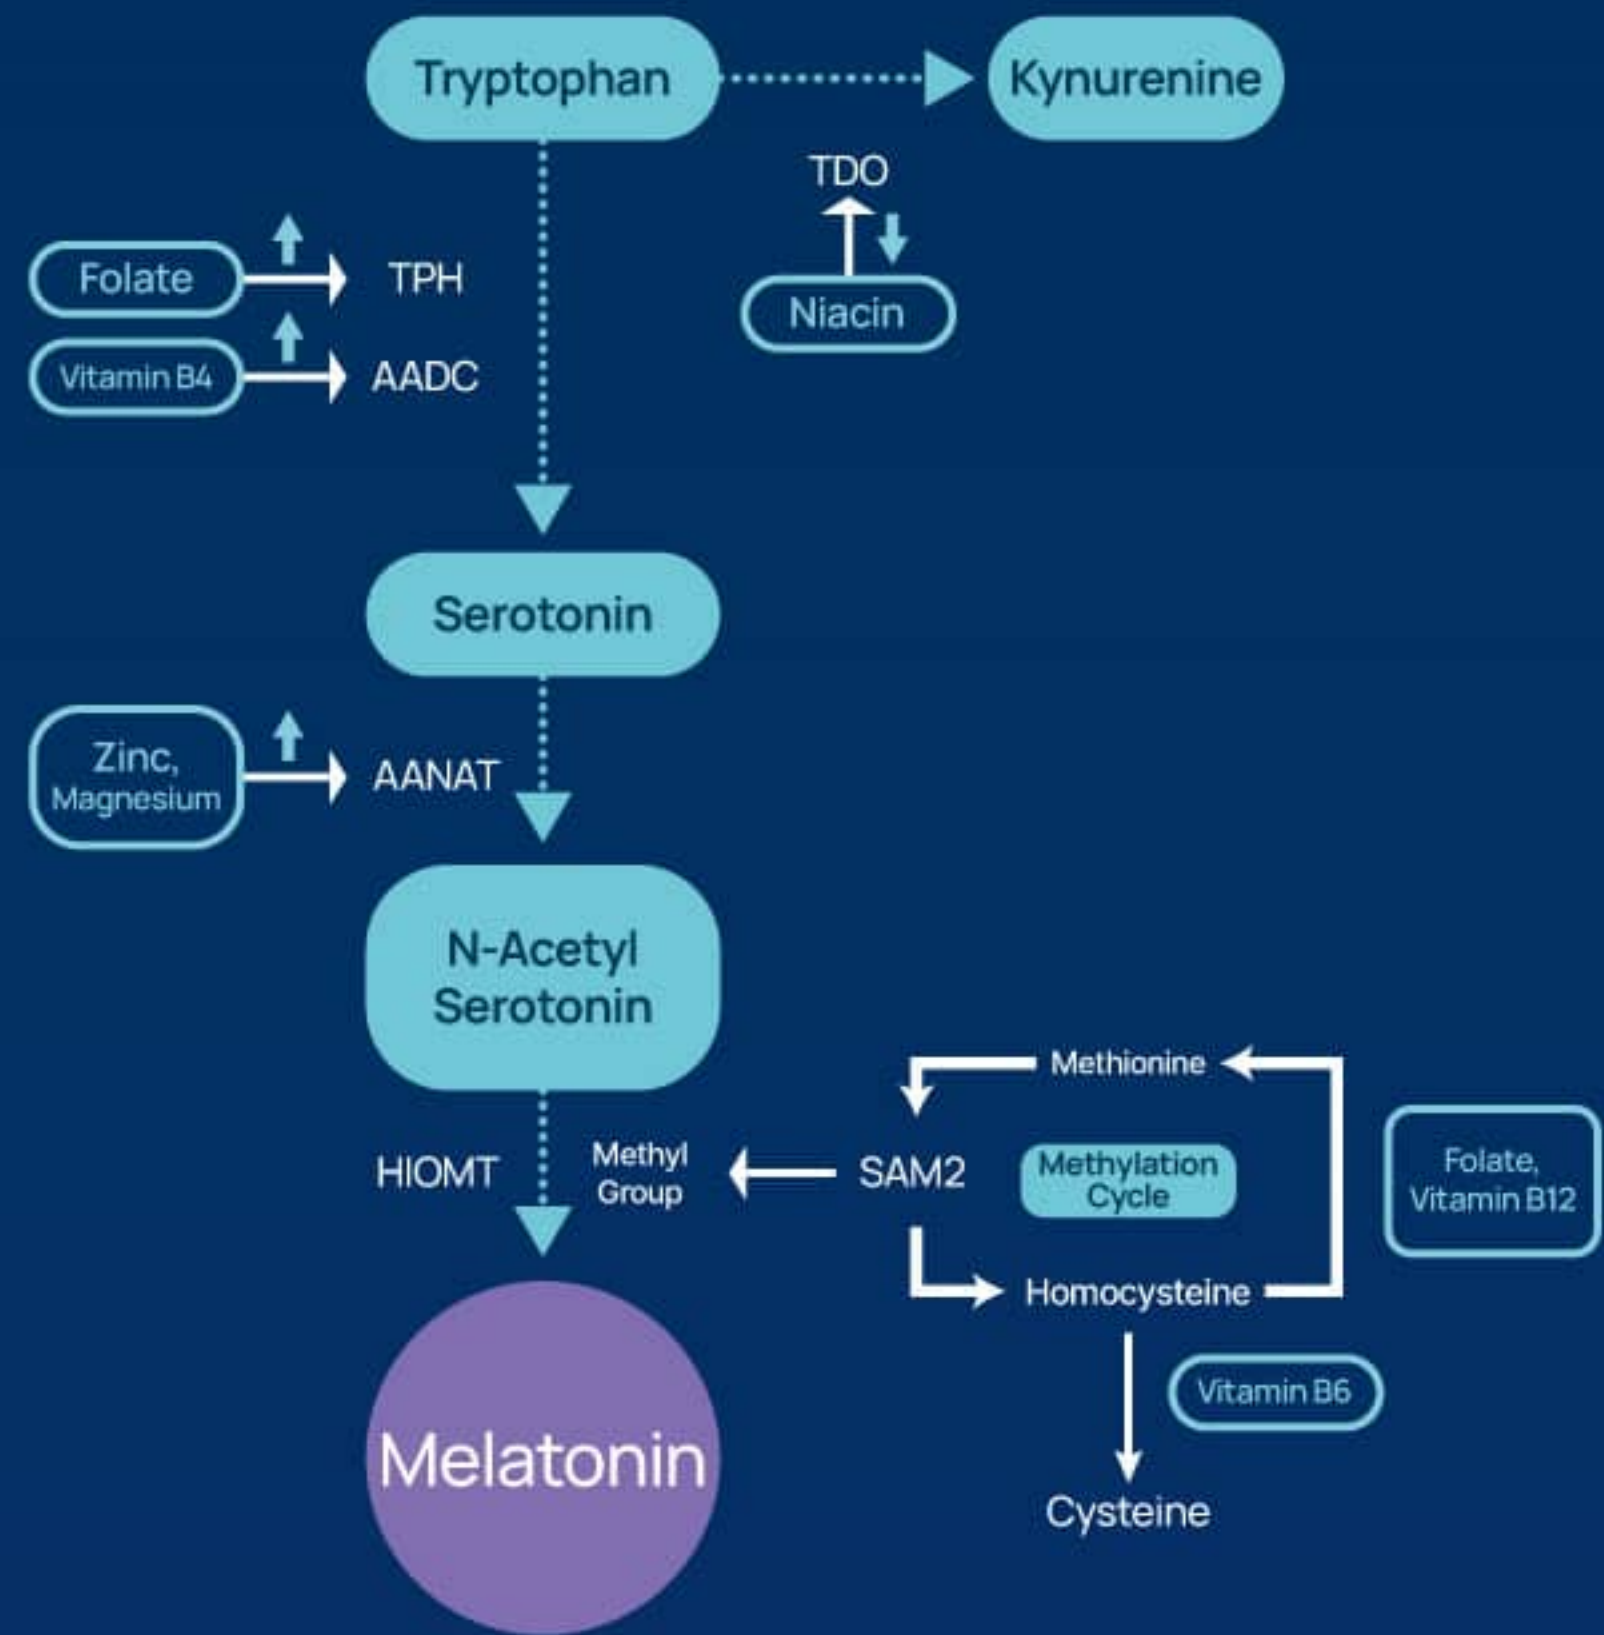 Tryptophan
Kynurenine
TDO
Folate
TPH
Niacin
Vitamin B4
AADC
Serotonin
Zinc,
Magnesium
AANAT
N-Acetyl
Serotonin
Methionine
HIOMT
Methyl
Group
SAM2
Methylation
Cycle
Folate,
Vitamin B12
Homocysteine
Vitamin B6
Melatonin
Cysteine